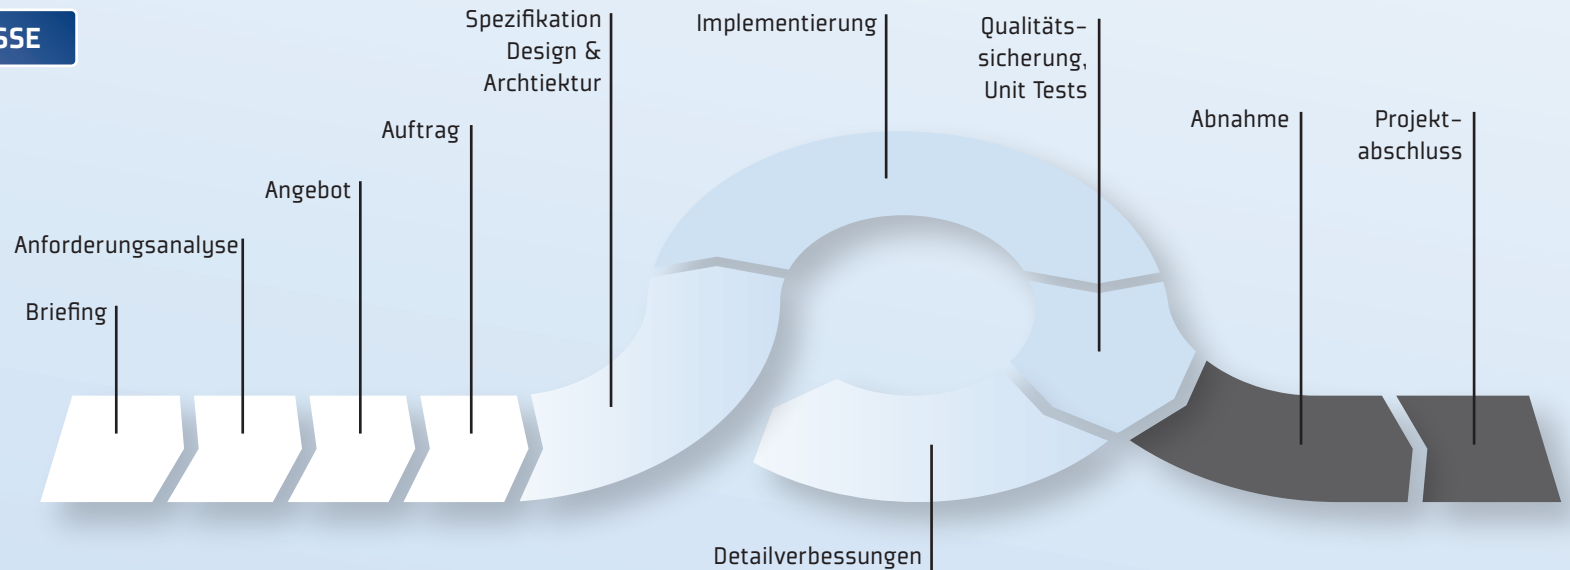 SSE
Briefing
Anforderungsanalyse
Angebot
Auftrag
Spezifikation
Design &
Archtiektur
Implementierung
Qualitäts-
sicherung,
Unit Tests
Abnahme
Projekt-
abschluss
Detailverbessungen